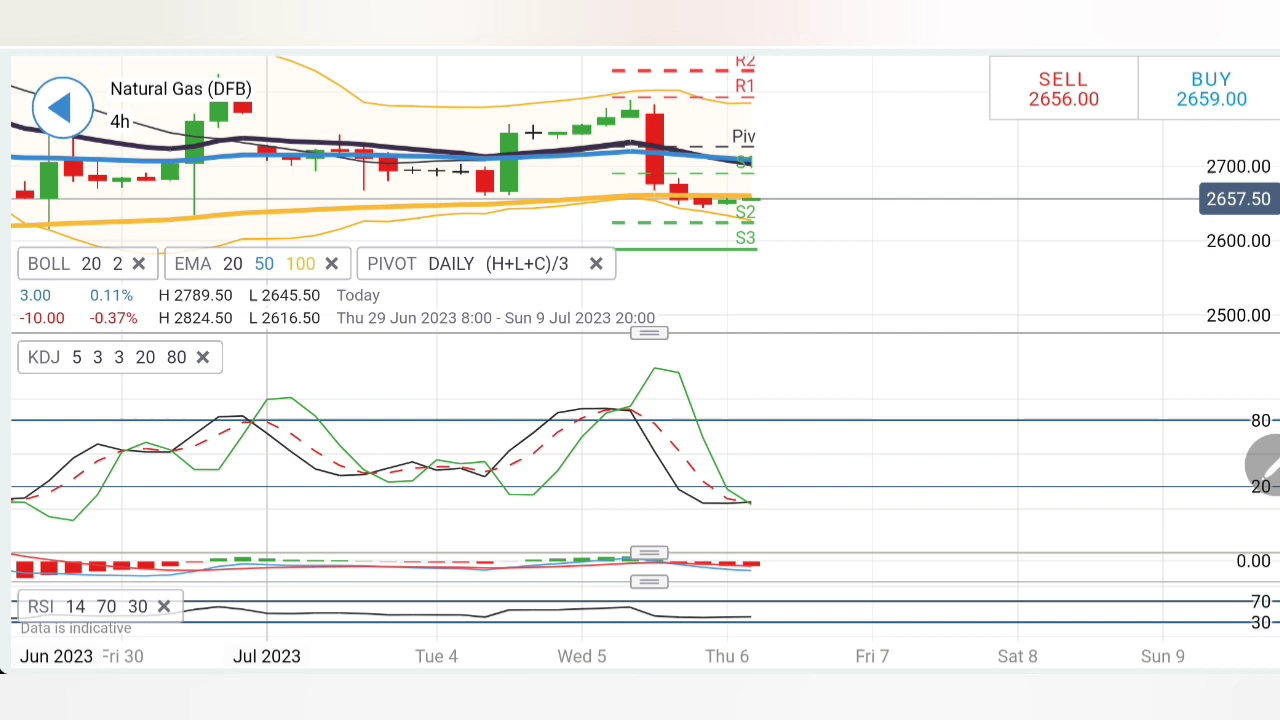 R2
Natural Gas (DFB)
R1
4h
SELL
2656.00
BUY
2659.00
Piv
2700.00
2657.50
S2
2600.00
S3
BOLL 20 2 EMA 20 50 100 PIVOT DAILY (H+L+C)/3
3.00 0.11% H 2789.50 L 2645.50 Today
-10.00 -0.37% H 2824.50 L 2616.50 Thu 29 Jun 2023 8:00 - Sun 9 Jul 2023 20:00
2500.00
KDJ 5 3 3 20 80
80
20
0.00
RSI 14 70 30
70
30
Data is indicative
Jun 2023 Fri 30 Jul 2023 Tue 4 Wed 5 Thu 6 Fri 7 Sat 8 Sun 9